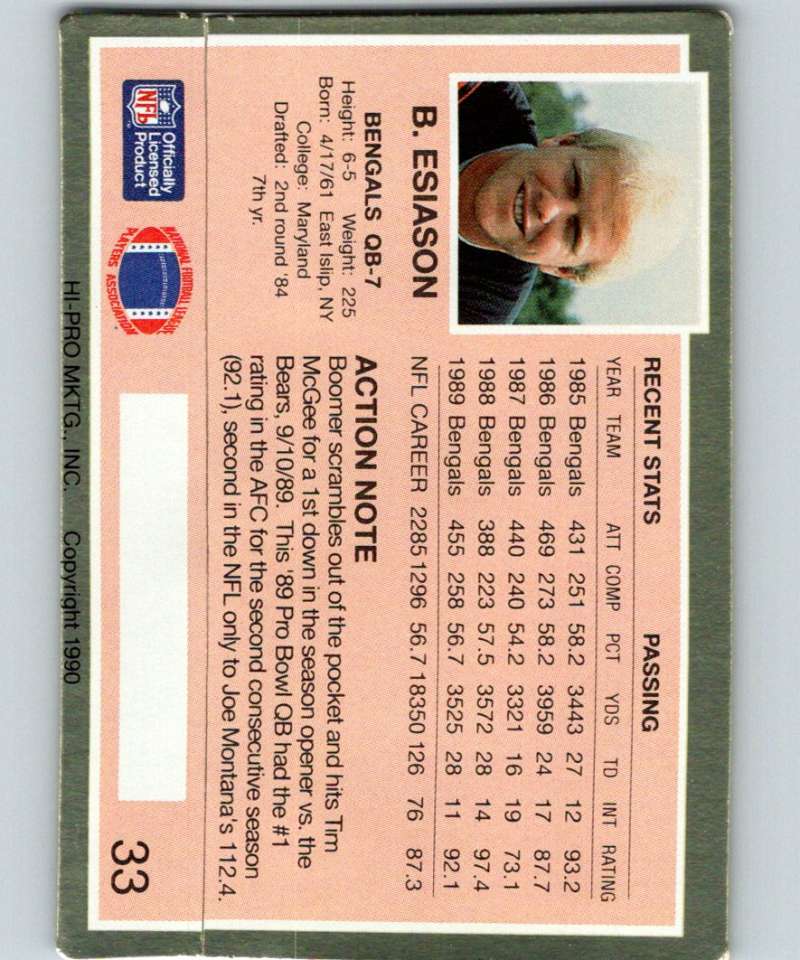 B. ESIASON
BENGALS QB-7
Height: 6-5 Weight: 225
Born: 4/17/61 East Islip, NY
College: Maryland
Drafted: 2nd round '84
7th yr.
RECENT STATS PASSING
YEAR TEAM ATT COMP PCT YDS TD INT RATING
1985 Bengals 431 251 58.2 3443 27 12 93.2
1986 Bengals 469 273 58.2 3959 24 17 87.7
1987 Bengals 440 240 54.2 3321 16 19 73.1
1988 Bengals 388 223 57.5 3572 28 14 97.4
1989 Bengals 455 258 56.7 3525 28 11 92.1
NFL CAREER 2285 1296 56.7 18350 126 76 87.3
ACTION NOTE
Boomer scrambles out of the pocket and hits Tim
McGee for a 1st down in the season opener vs. the
Bears, 9/10/89. This '89 Pro Bowl QB had the #1
rating in the AFC for the second consecutive season
(92.1), second in the NFL only to Joe Montana's 112.4.
NFL
Officially
Licensed
Product
NATIONAL FOOTBALL LEAGUE
PLAYERS ASSOCIATION
33
HI-PRO MKTG., INC. Copyright 1990